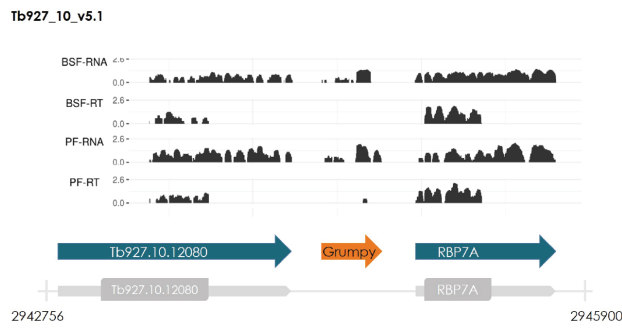 Tb927_10_v5.1
BSF-RNA 2.6-
0.0-
BSF-RT 2.6-
0.0-
PF-RNA 2.6-
0.0-
PF-RT 2.6-
0.0-
Tb927.10.12080 Grumpy RBP7A
Tb927.10.12080 RBP7A
2942756 2945900